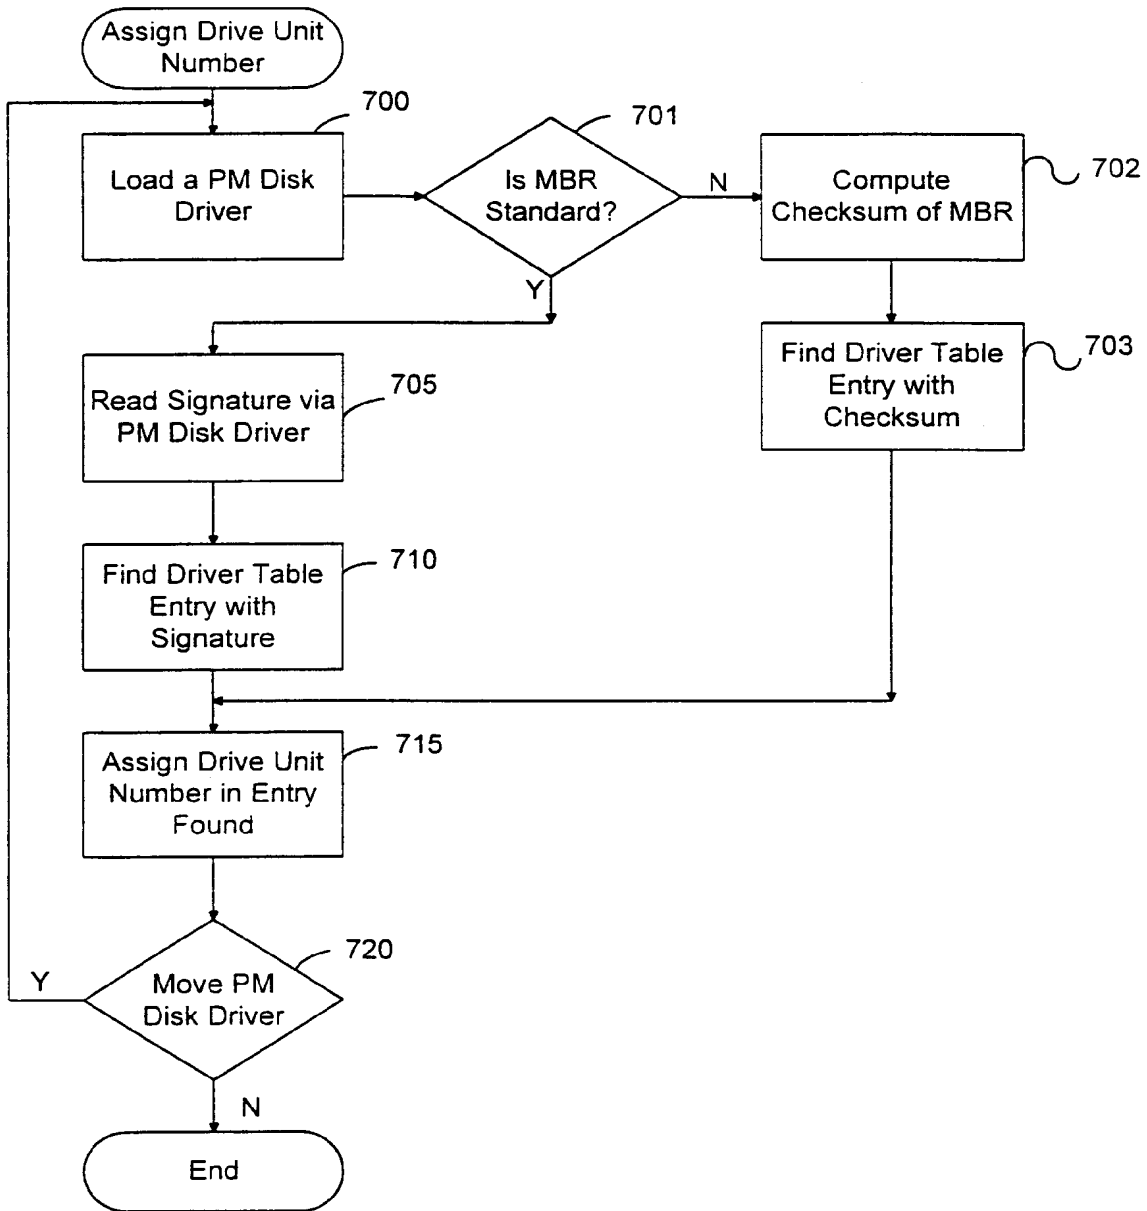 Assign Drive Unit
Number
700
Load a PM Disk
Driver
701
Is MBR
Standard?
N
Y
702
Compute
Checksum of MBR
703
Find Driver Table
Entry with
Checksum
705
Read Signature via
PM Disk Driver
710
Find Driver Table
Entry with
Signature
715
Assign Drive Unit
Number in Entry
Found
720
Move PM
Disk Driver
Y
N
End